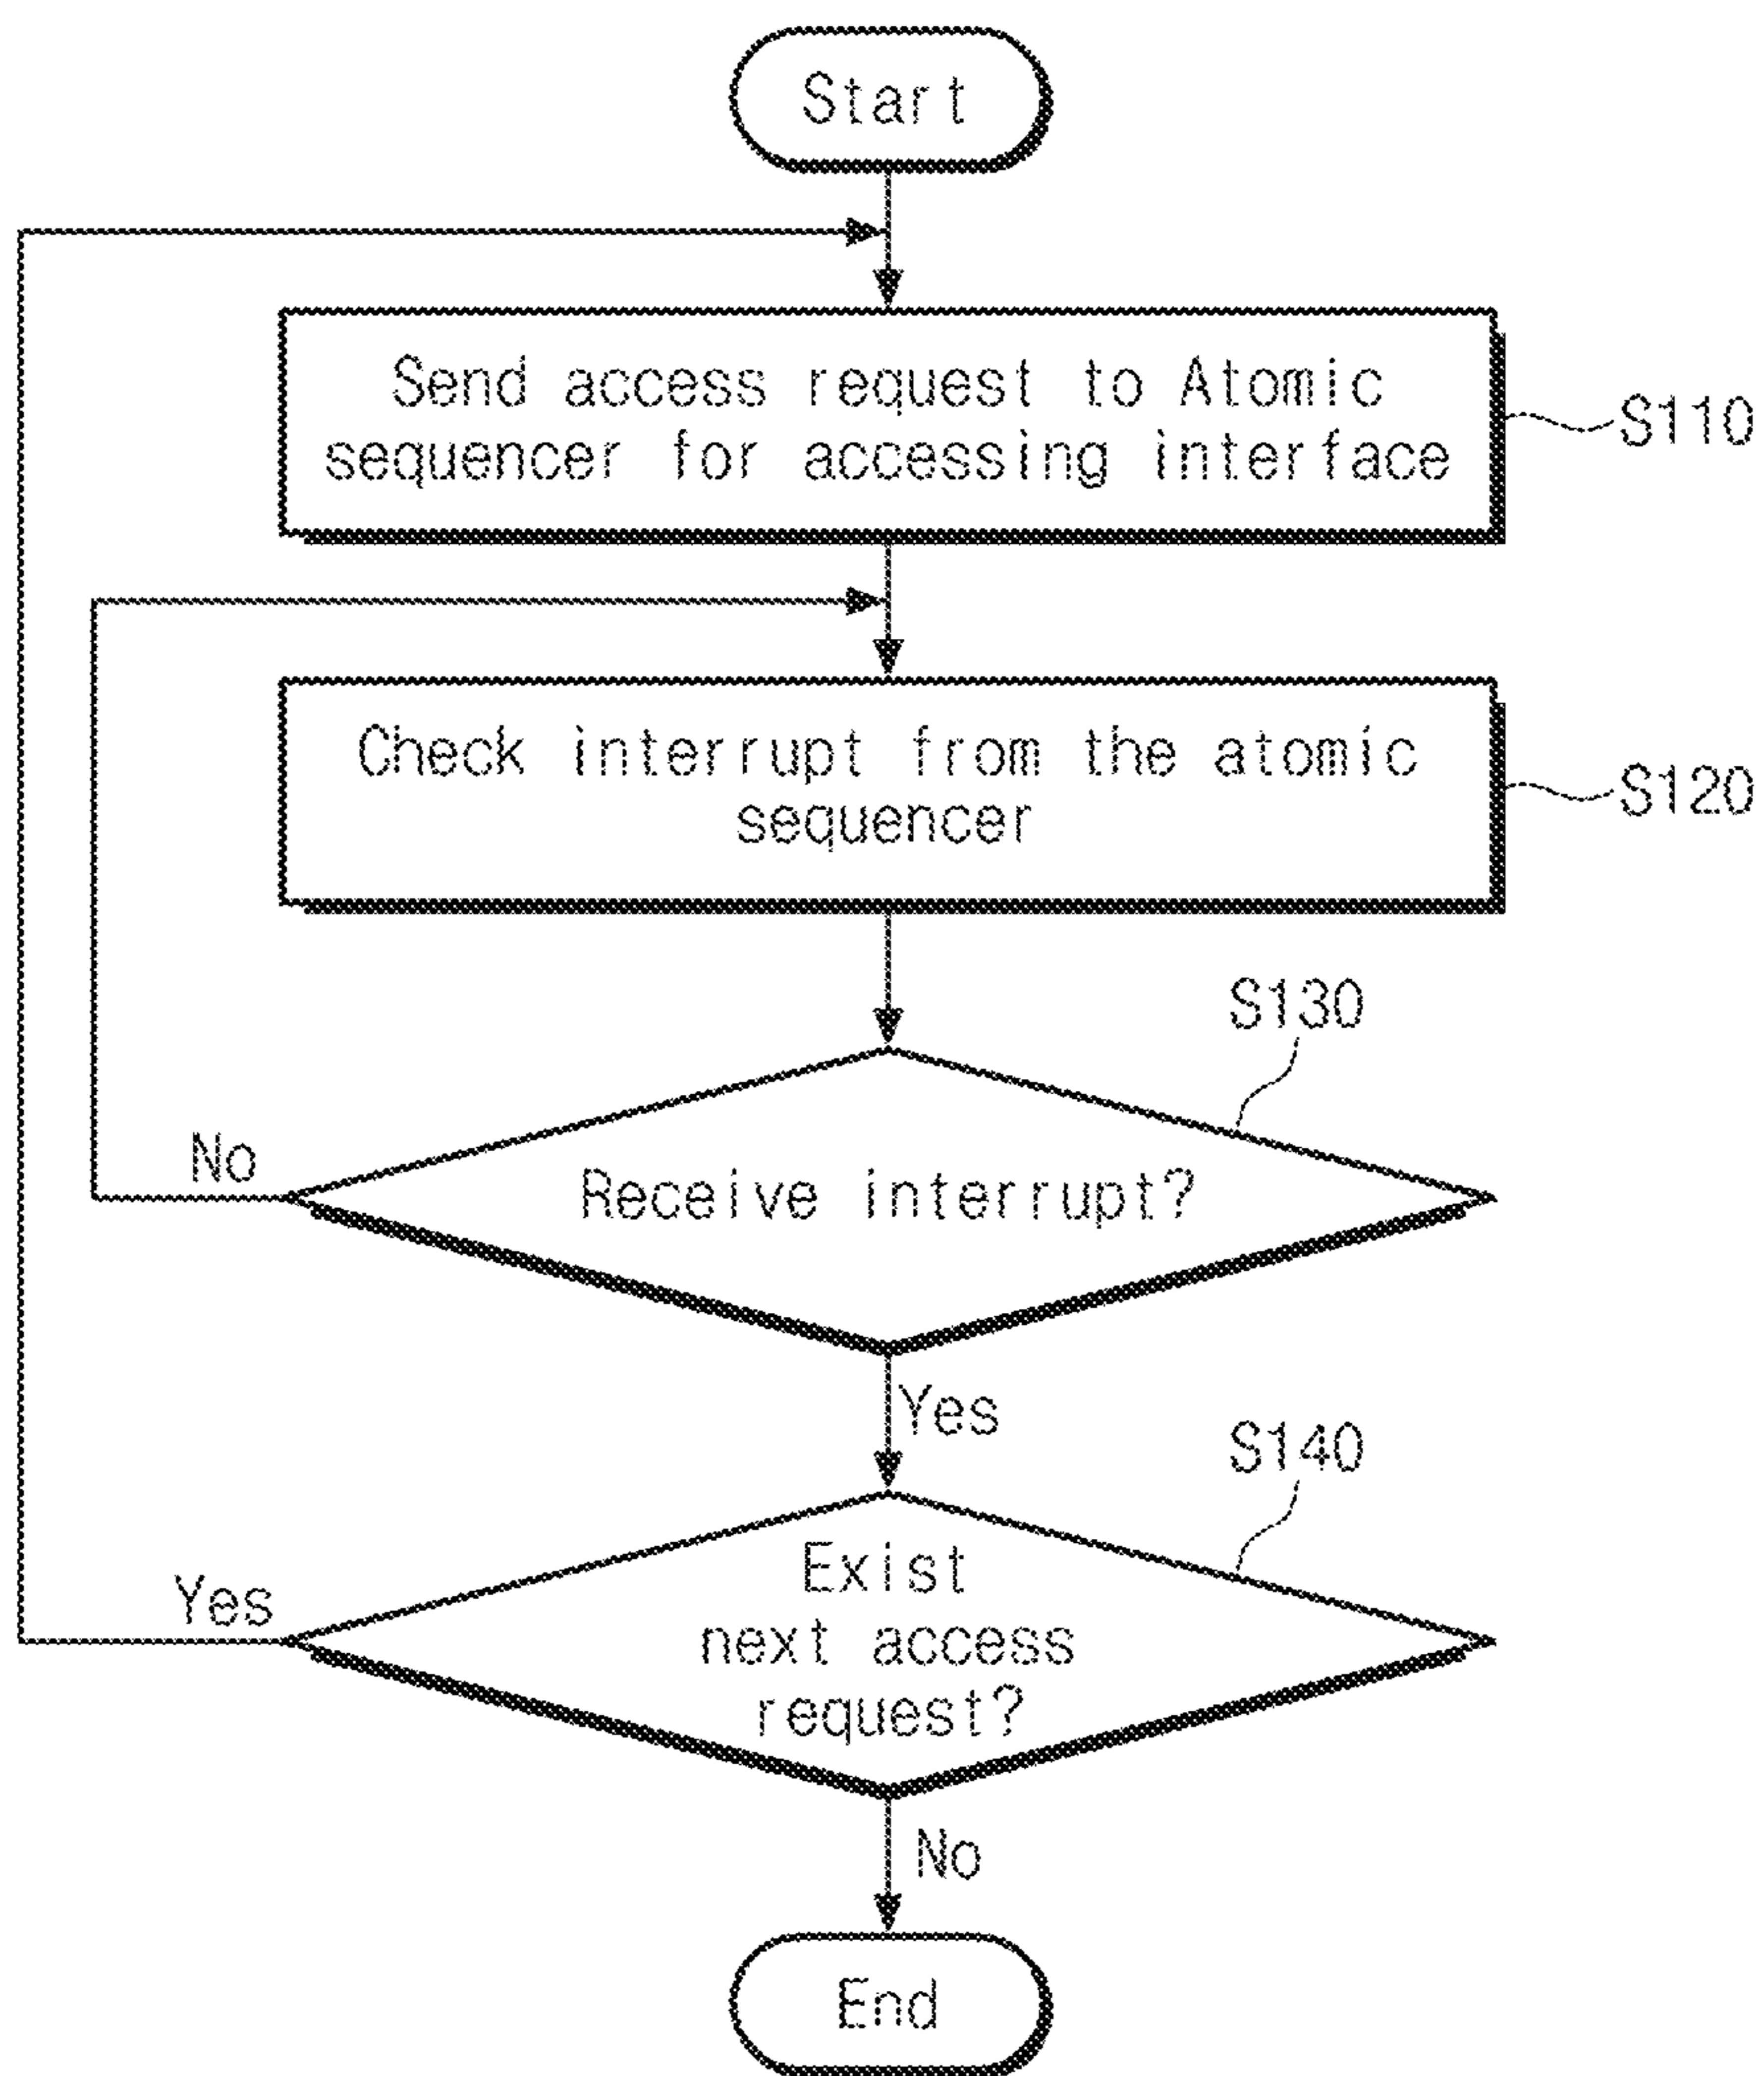 Start
Send access request to Atomic
sequencer for accessing interface
S110
Check interrupt from the atomic
sequencer
S120
S130
No
Receive interrupt?
Yes
S140
Exist
Yes
next access
request?
No
End